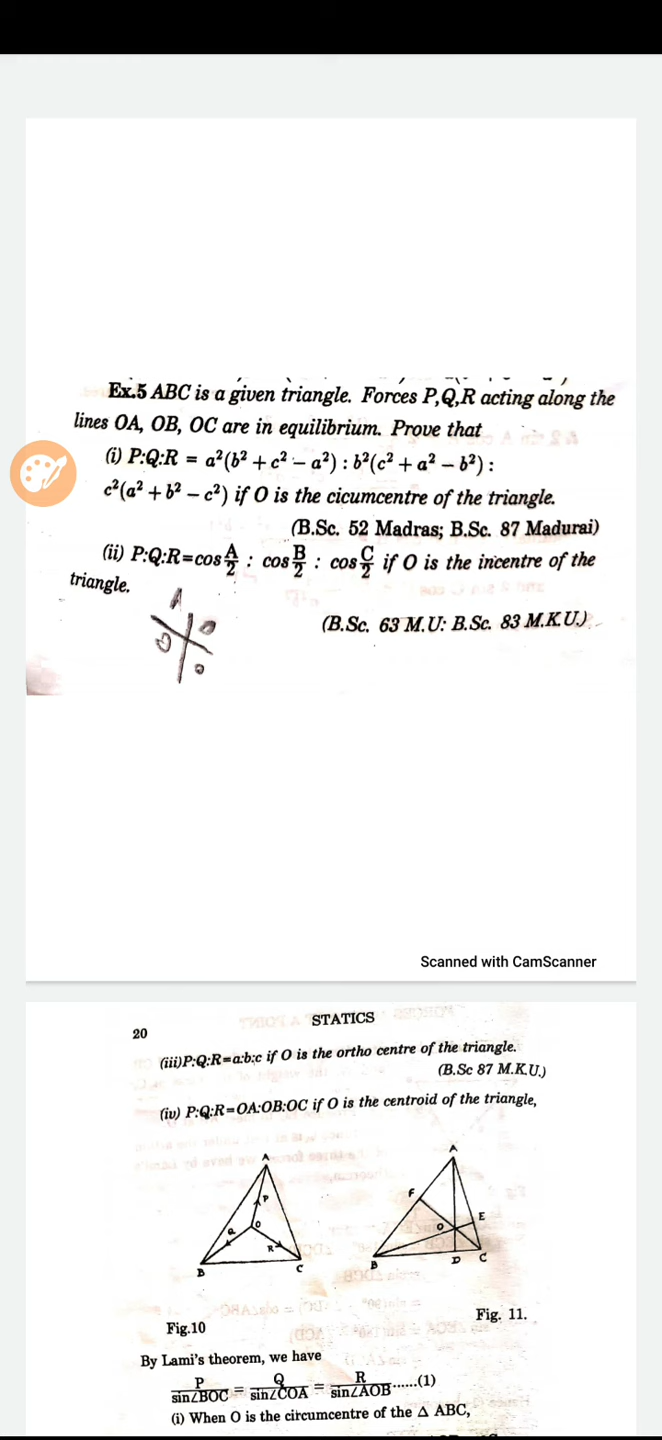 Ex.5 ABC is a given triangle. Forces P,Q,R acting along the
lines OA, OB, OC are in equilibrium. Prove that
(i) P:Q:R = a²(b² + c² – a²) : b²(c² + a² – b²) :
c²(a² + b² – c²) if O is the cicumcentre of the triangle.
(B.Sc. 52 Madras; B.Sc. 87 Madurai)
(ii) P:Q:R=cos A/2 : cos B/2 : cos C/2 if O is the incentre of the
triangle.
A
(B.Sc. 63 M.U: B.Sc. 83 M.K.U.)
Scanned with CamScanner
20
STATICS
(iii)P:Q:R=a:b:c if O is the ortho centre of the triangle.
(B.Sc 87 M.K.U.)
(iv) P:Q:R=OA:OB:OC if O is the centroid of the triangle,
A
P
O
Q
R
B
C
A
F
O
E
B
D
C
Fig.10
Fig. 11.
By Lami's theorem, we have
P/sin∠BOC = Q/sin∠COA = R/sin∠AOB ......(1)
(i) When O is the circumcentre of the Δ ABC,